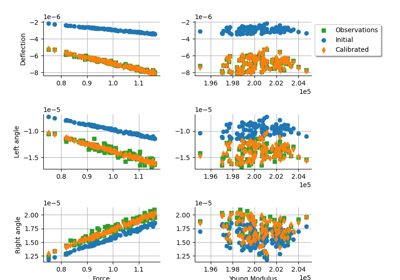 1e−6
1e−6
−2
−4
−6
−8
Deflection
−2
−4
−6
−8
Observations
Initial
Calibrated
0.8 0.9 1.0 1.1
1.96 1.98 2.00 2.02 2.04
1e5
1e−5
1e−5
−1.0
−1.5
Left angle
−1.0
−1.5
0.8 0.9 1.0 1.1
1.96 1.98 2.00 2.02 2.04
1e5
1e−5
1e−5
2.00
1.75
1.50
1.25
Right angle
2.00
1.75
1.50
1.25
0.8 0.9 1.0 1.1
1.96 1.98 2.00 2.02 2.04
Force
Young Modulus
1e5